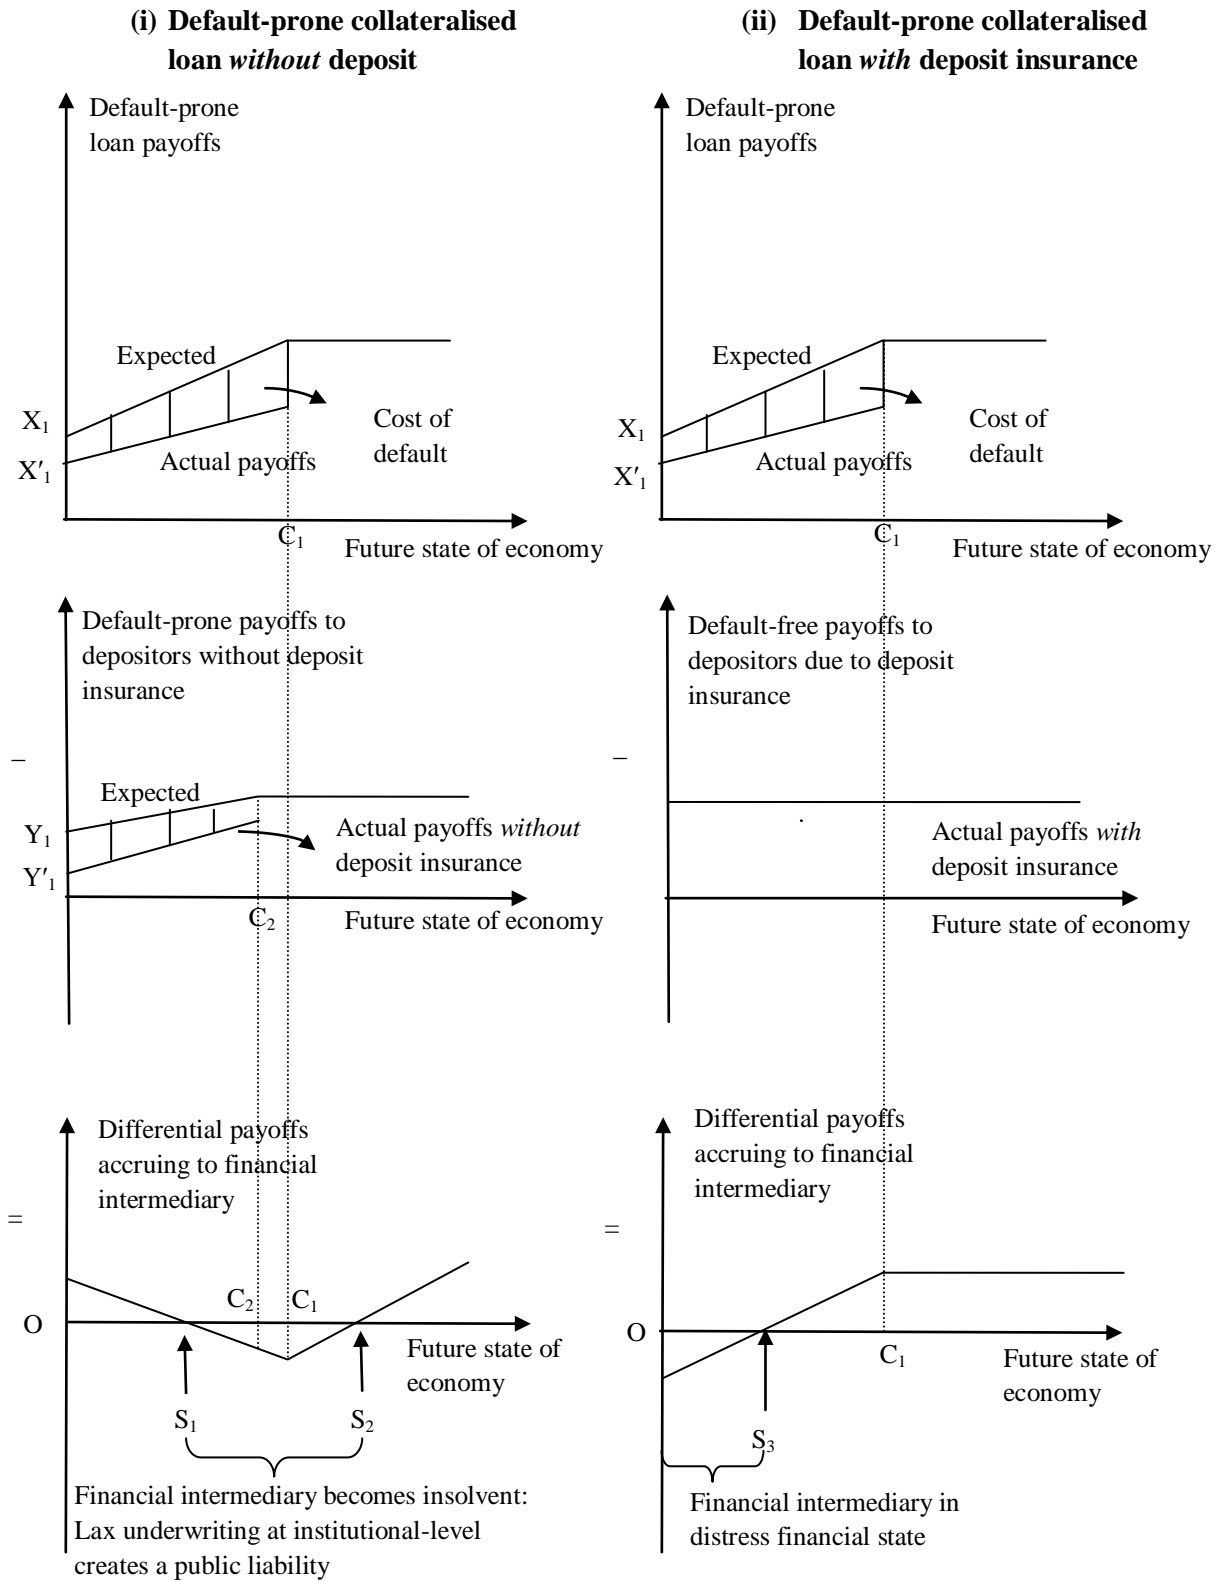 (i) Default-prone collateralised
loan without deposit
Default-prone
loan payoffs
Expected
X₁
X′₁
Actual payoffs
Cost of
default
C₁
Future state of economy
Default-prone payoffs to
depositors without deposit
insurance
–
Expected
Y₁
Y′₁
Actual payoffs without
deposit insurance
C₂
Future state of economy
Differential payoffs
accruing to financial
intermediary
=
C₂ C₁
O
Future state of
economy
S₁ S₂
Financial intermediary becomes insolvent:
Lax underwriting at institutional-level
creates a public liability
(ii) Default-prone collateralised
loan with deposit insurance
Default-prone
loan payoffs
Expected
X₁
X′₁
Actual payoffs
Cost of
default
C₁
Future state of economy
Default-free payoffs to
depositors due to deposit
insurance
–
Actual payoffs with
deposit insurance
Future state of economy
Differential payoffs
accruing to financial
intermediary
=
O
C₁
Future state of
economy
S₃
Financial intermediary in
distress financial state